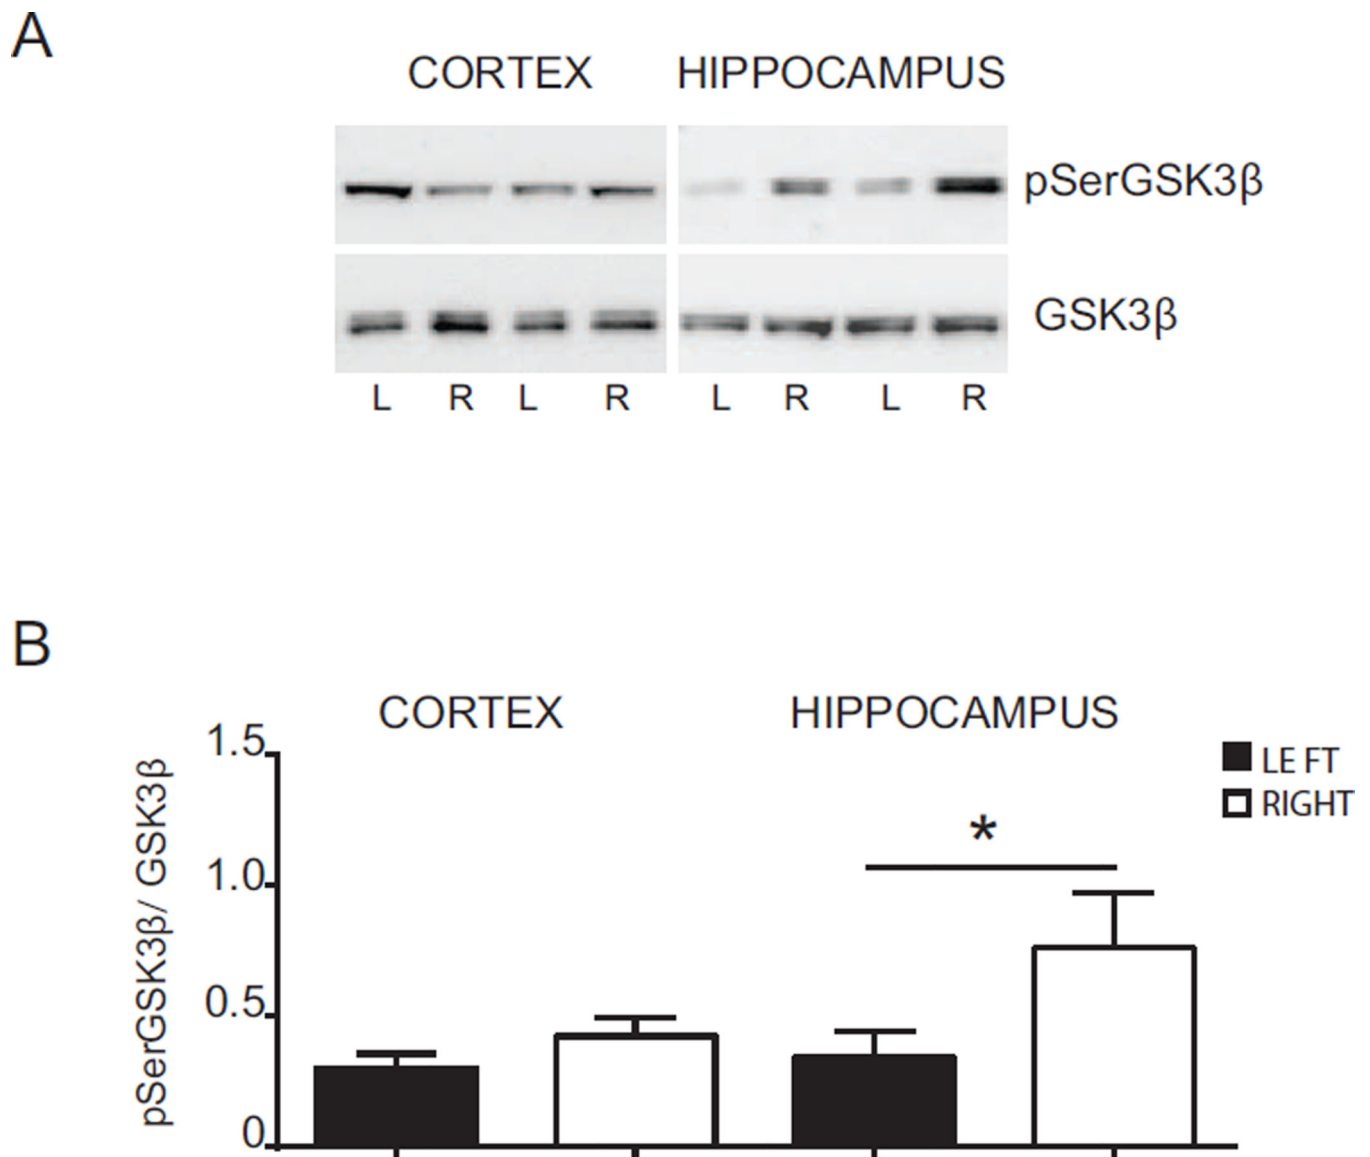 A
CORTEX HIPPOCAMPUS
pSerGSK3β
GSK3β
L R L R L R L R
B
CORTEX HIPPOCAMPUS
1.5
1.0
0.5
0
pSerGSK3β/ GSK3β
*
LE FT
RIGHT